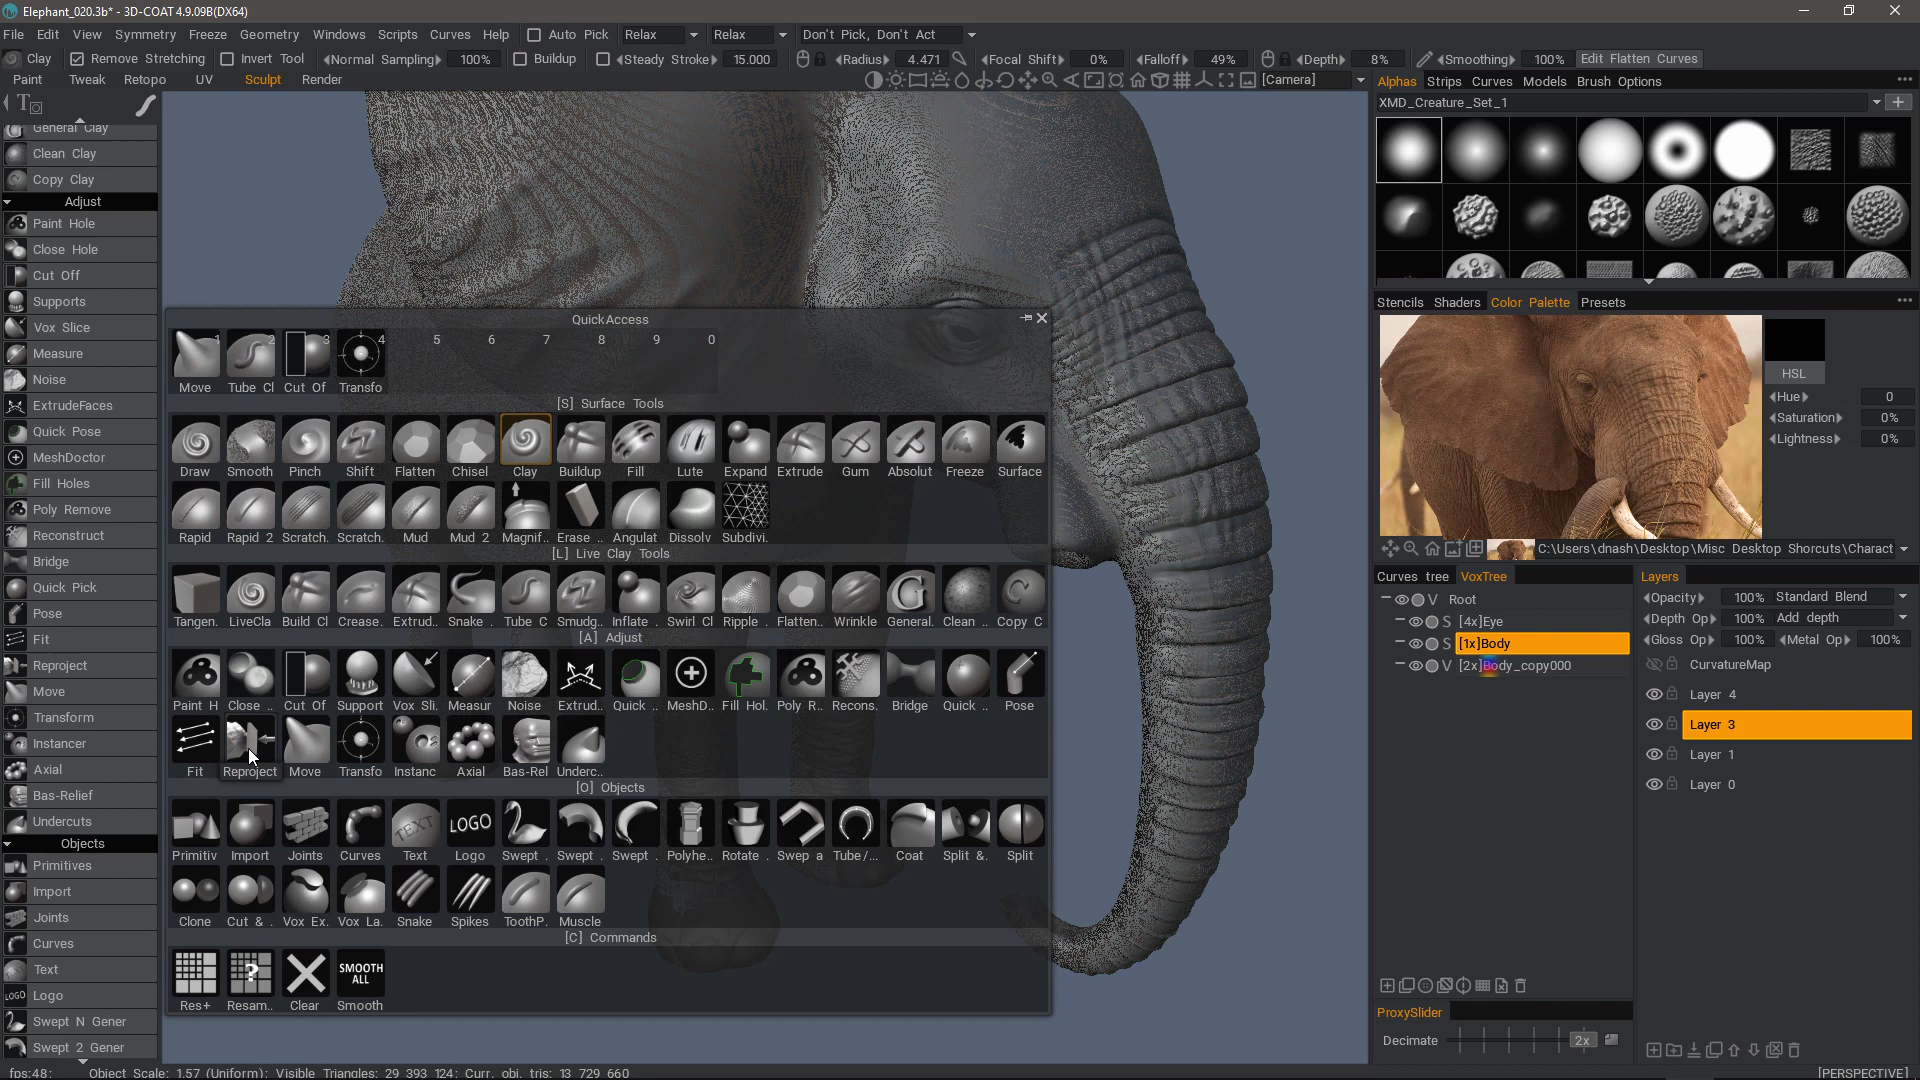 Elephant_020.3b* - 3D-COAT 4.9.09B(DX64)
File Edit View Symmetry Freeze Geometry Windows Scripts Curves Help Auto Pick Relax Relax Don't Pick, Don't Act
Clay Remove Stretching Invert Tool Normal Sampling 100% Buildup Steady Stroke 15.000 Radius 4.471 Focal Shift 0% Falloff 49% Depth 8% Smoothing 100% Edit Flatten Curves
Paint Tweak Retopo UV Sculpt Render [Camera]
General Clay
Clean Clay
Copy Clay
Adjust
Paint Hole
Close Hole
Cut Off
Supports
Vox Slice
Measure
Noise
ExtrudeFaces
Quick Pose
MeshDoctor
Fill Holes
Poly Remove
Reconstruct
Bridge
Quick Pick
Pose
Fit
Reproject
Move
Transform
Instancer
Axial
Bas-Relief
Undercuts
Objects
Primitives
Import
Joints
Curves
Text
LOGO Logo
Swept N Gener
Swept 2 Gener
QuickAccess
1 2 3 4 5 6 7 8 9 0
Move Tube Cl Cut Of Transfo
[S] Surface Tools
Draw Smooth Pinch Shift Flatten Chisel Clay Buildup Fill Lute Expand Extrude Gum Absolut Freeze Surface
Rapid Rapid 2 Scratch. Scratch. Mud Mud 2 Magnif.. Erase .. Angulat Dissolv Subdivi.
[L] Live Clay Tools
Tangen. LiveCla Build Cl Crease. Extrud.. Snake . Tube C Smudg.. Inflate . Swirl Cl Ripple . Flatten.. Wrinkle General. Clean .. Copy C
[A] Adjust
Paint H Close .. Cut Of Support Vox Sli. Measur Noise Extrud.. Quick .. MeshD.. Fill Hol. Poly R.. Recons. Bridge Quick .. Pose
Fit Reproject Move Transfo Instanc Axial Bas-Rel Underc..
[O] Objects
TEXT LOGO
Primitiv Import Joints Curves Text Logo Swept . Swept . Swept . Polyhe.. Rotate . Swep a Tube/... Coat Split &. Split
Clone Cut & . Vox Ex. Vox La. Snake Spikes ToothP. Muscle
[C] Commands
? SMOOTH ALL
Res+ Resam.. Clear Smooth
Alphas Strips Curves Models Brush Options
XMD_Creature_Set_1
Stencils Shaders Color Palette Presets
HSL
Hue 0
Saturation 0%
Lightness 0%
C:\Users\dnash\Desktop\Misc Desktop Shorcuts\Charact
Curves tree VoxTree
V Root
S [4x]Eye
S [1x]Body
V [2x]Body_copy000
ProxySlider
Decimate 2x
Layers
Opacity 100% Standard Blend
Depth Op 100% Add depth
Gloss Op 100% Metal Op 100%
CurvatureMap
Layer 4
Layer 3
Layer 1
Layer 0
fps:48; Object Scale: 1.57 (Uniform); Visible Triangles: 29 393 124; Curr. obj. tris: 13 729 660 [PERSPECTIVE]